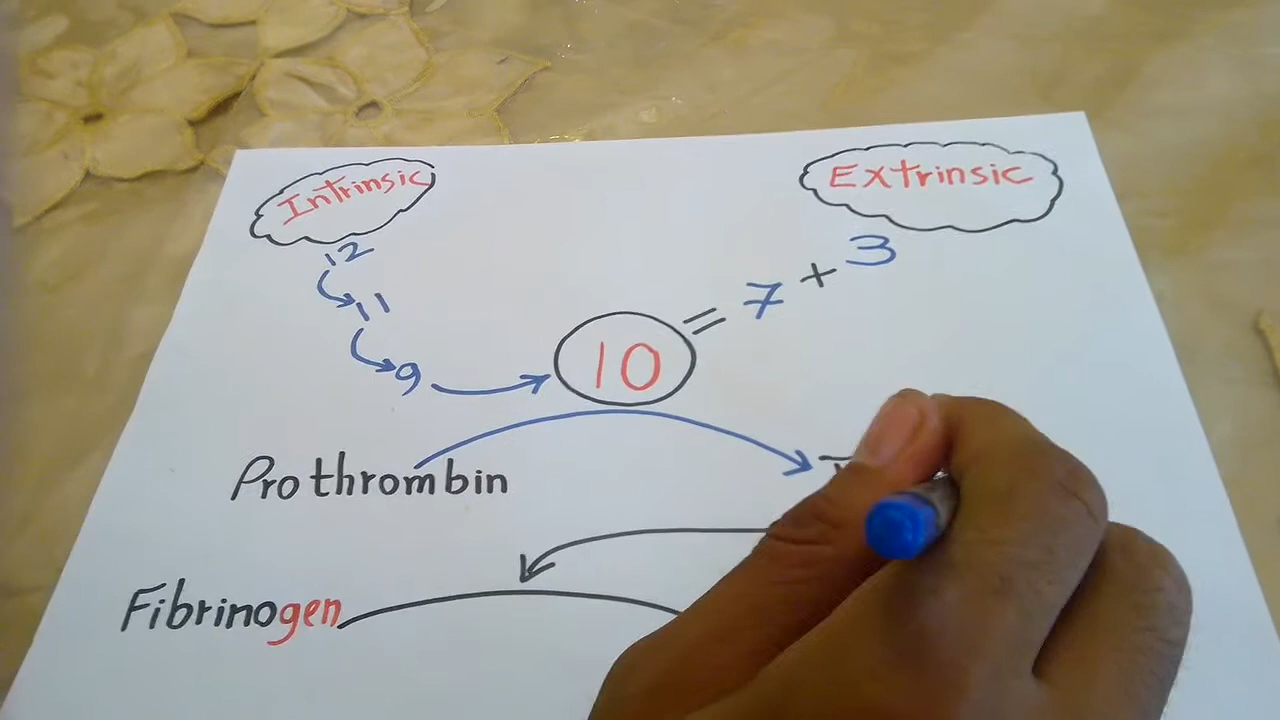 Intrinsic
Extrinsic
12
3
+
7
11
=
10
9
Prothrombin
Fibrinogen